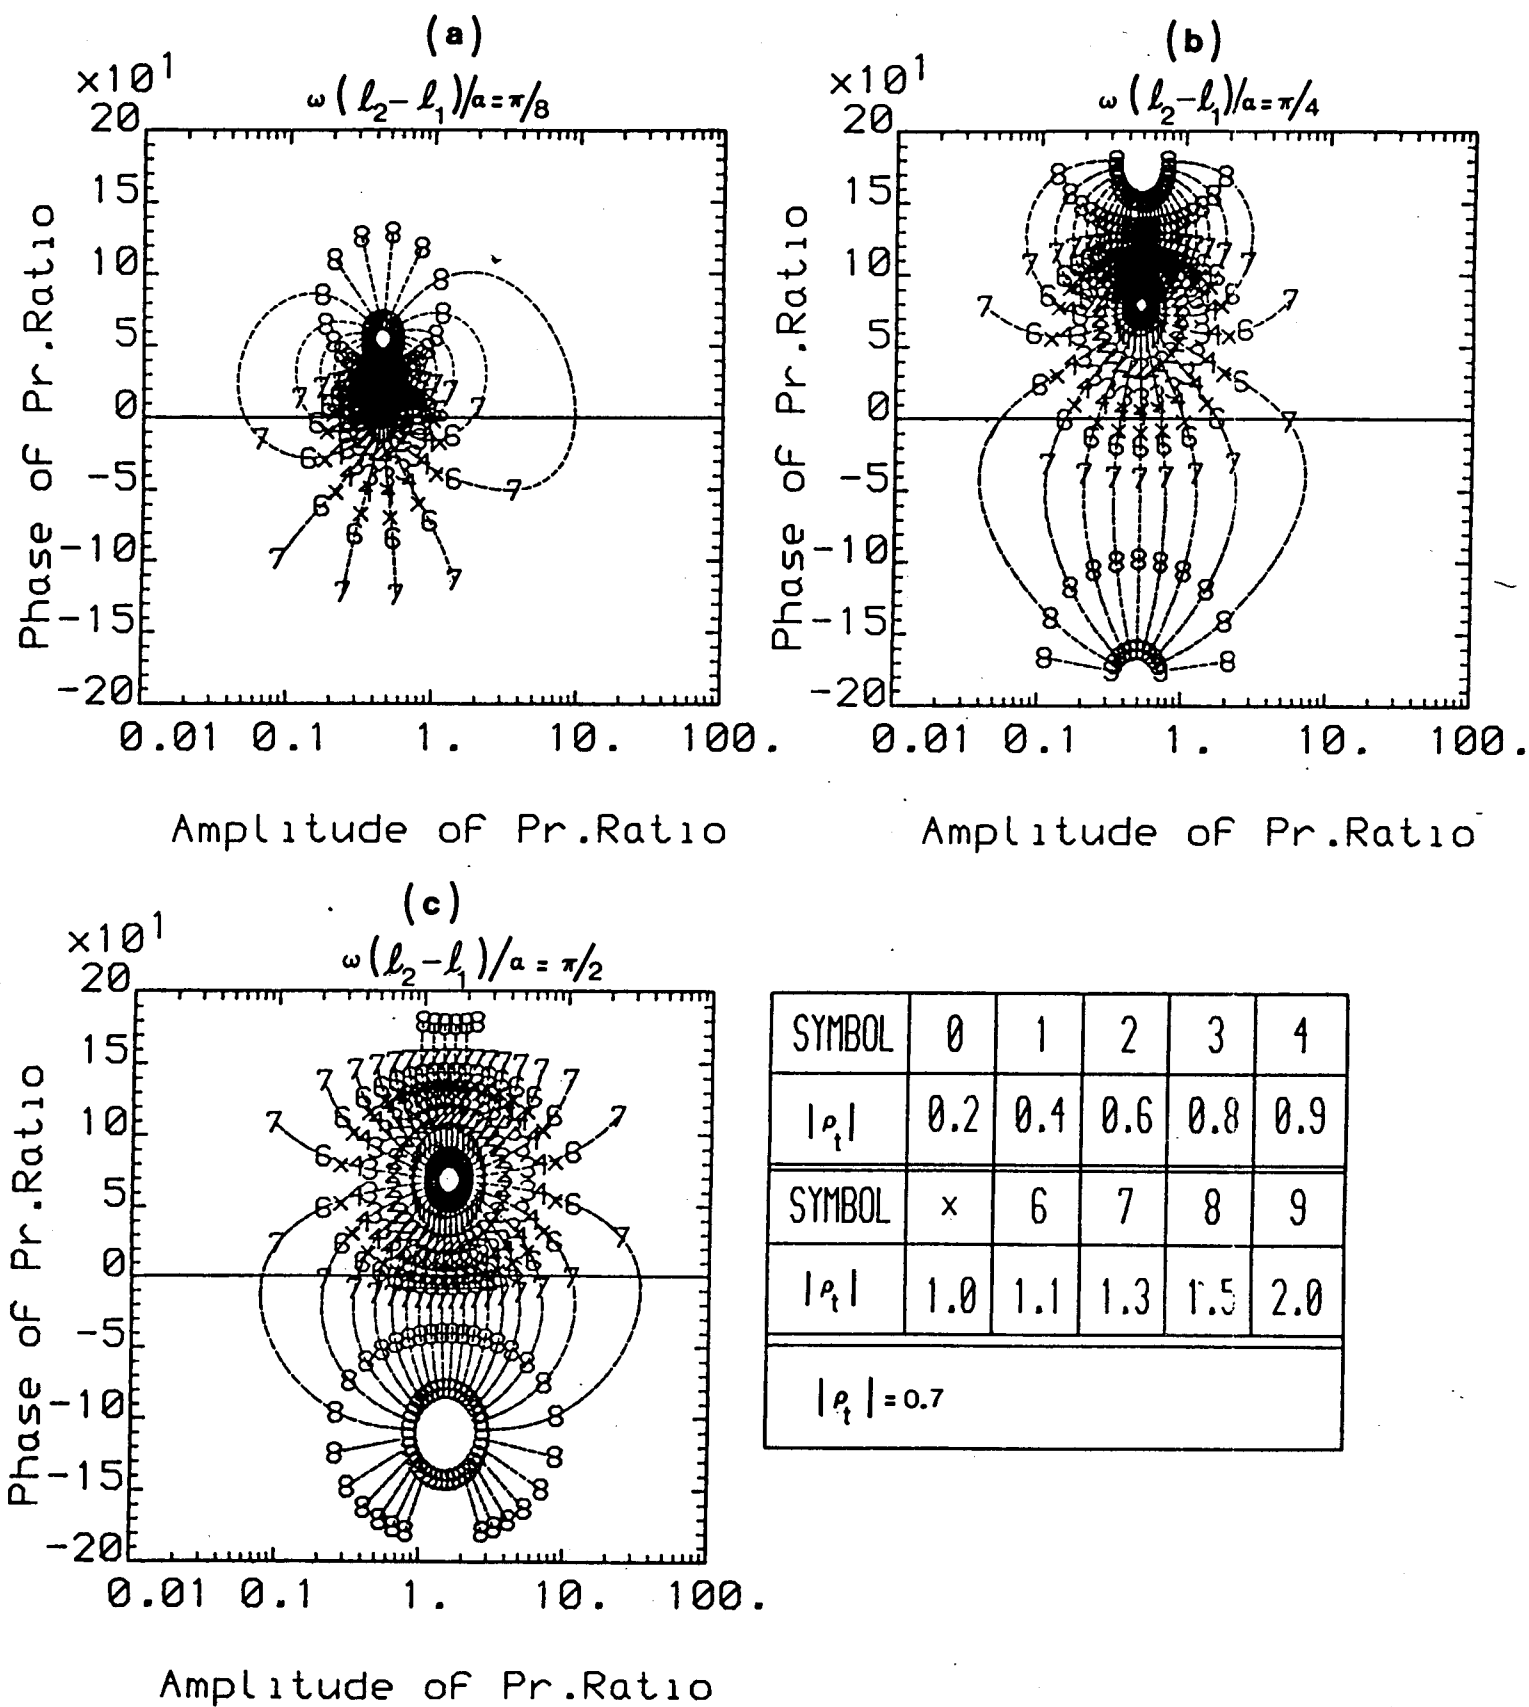 (a)
ω(ℓ₂−ℓ₁)/a=π/8
×10¹
20
15
10
5
0
−5
−10
−15
−20
0.01 0.1 1. 10. 100.
Phase of Pr.Ratio
Amplitude of Pr.Ratio
(b)
ω(ℓ₂−ℓ₁)/a=π/4
×10¹
20
15
10
5
0
−5
−10
−15
−20
0.01 0.1 1. 10. 100.
Phase of Pr.Ratio
Amplitude of Pr.Ratio
(c)
ω(ℓ₂−ℓ₁)/a=π/2
×10¹
20
15
10
5
0
−5
−10
−15
−20
0.01 0.1 1. 10. 100.
Phase of Pr.Ratio
Amplitude of Pr.Ratio
SYMBOL 0 1 2 3 4
|ρt| 0.2 0.4 0.6 0.8 0.9
SYMBOL × 6 7 8 9
|ρt| 1.0 1.1 1.3 1.5 2.0
|ρt|=0.7